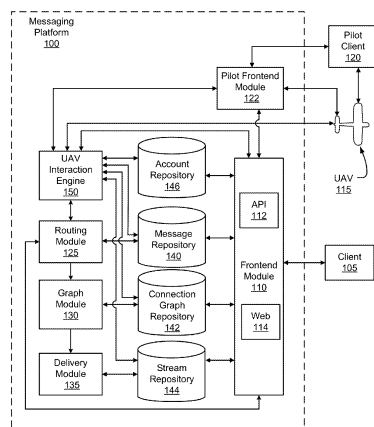 Messaging
Platform
100
Pilot
Client
120
Pilot Frontend
Module
122
UAV
Interaction
Engine
150
Account
Repository
146
UAV
115
API
112
Routing
Module
125
Message
Repository
140
Frontend
Module
110
Client
105
Graph
Module
130
Connection
Graph
Repository
142
Web
114
Delivery
Module
135
Stream
Repository
144